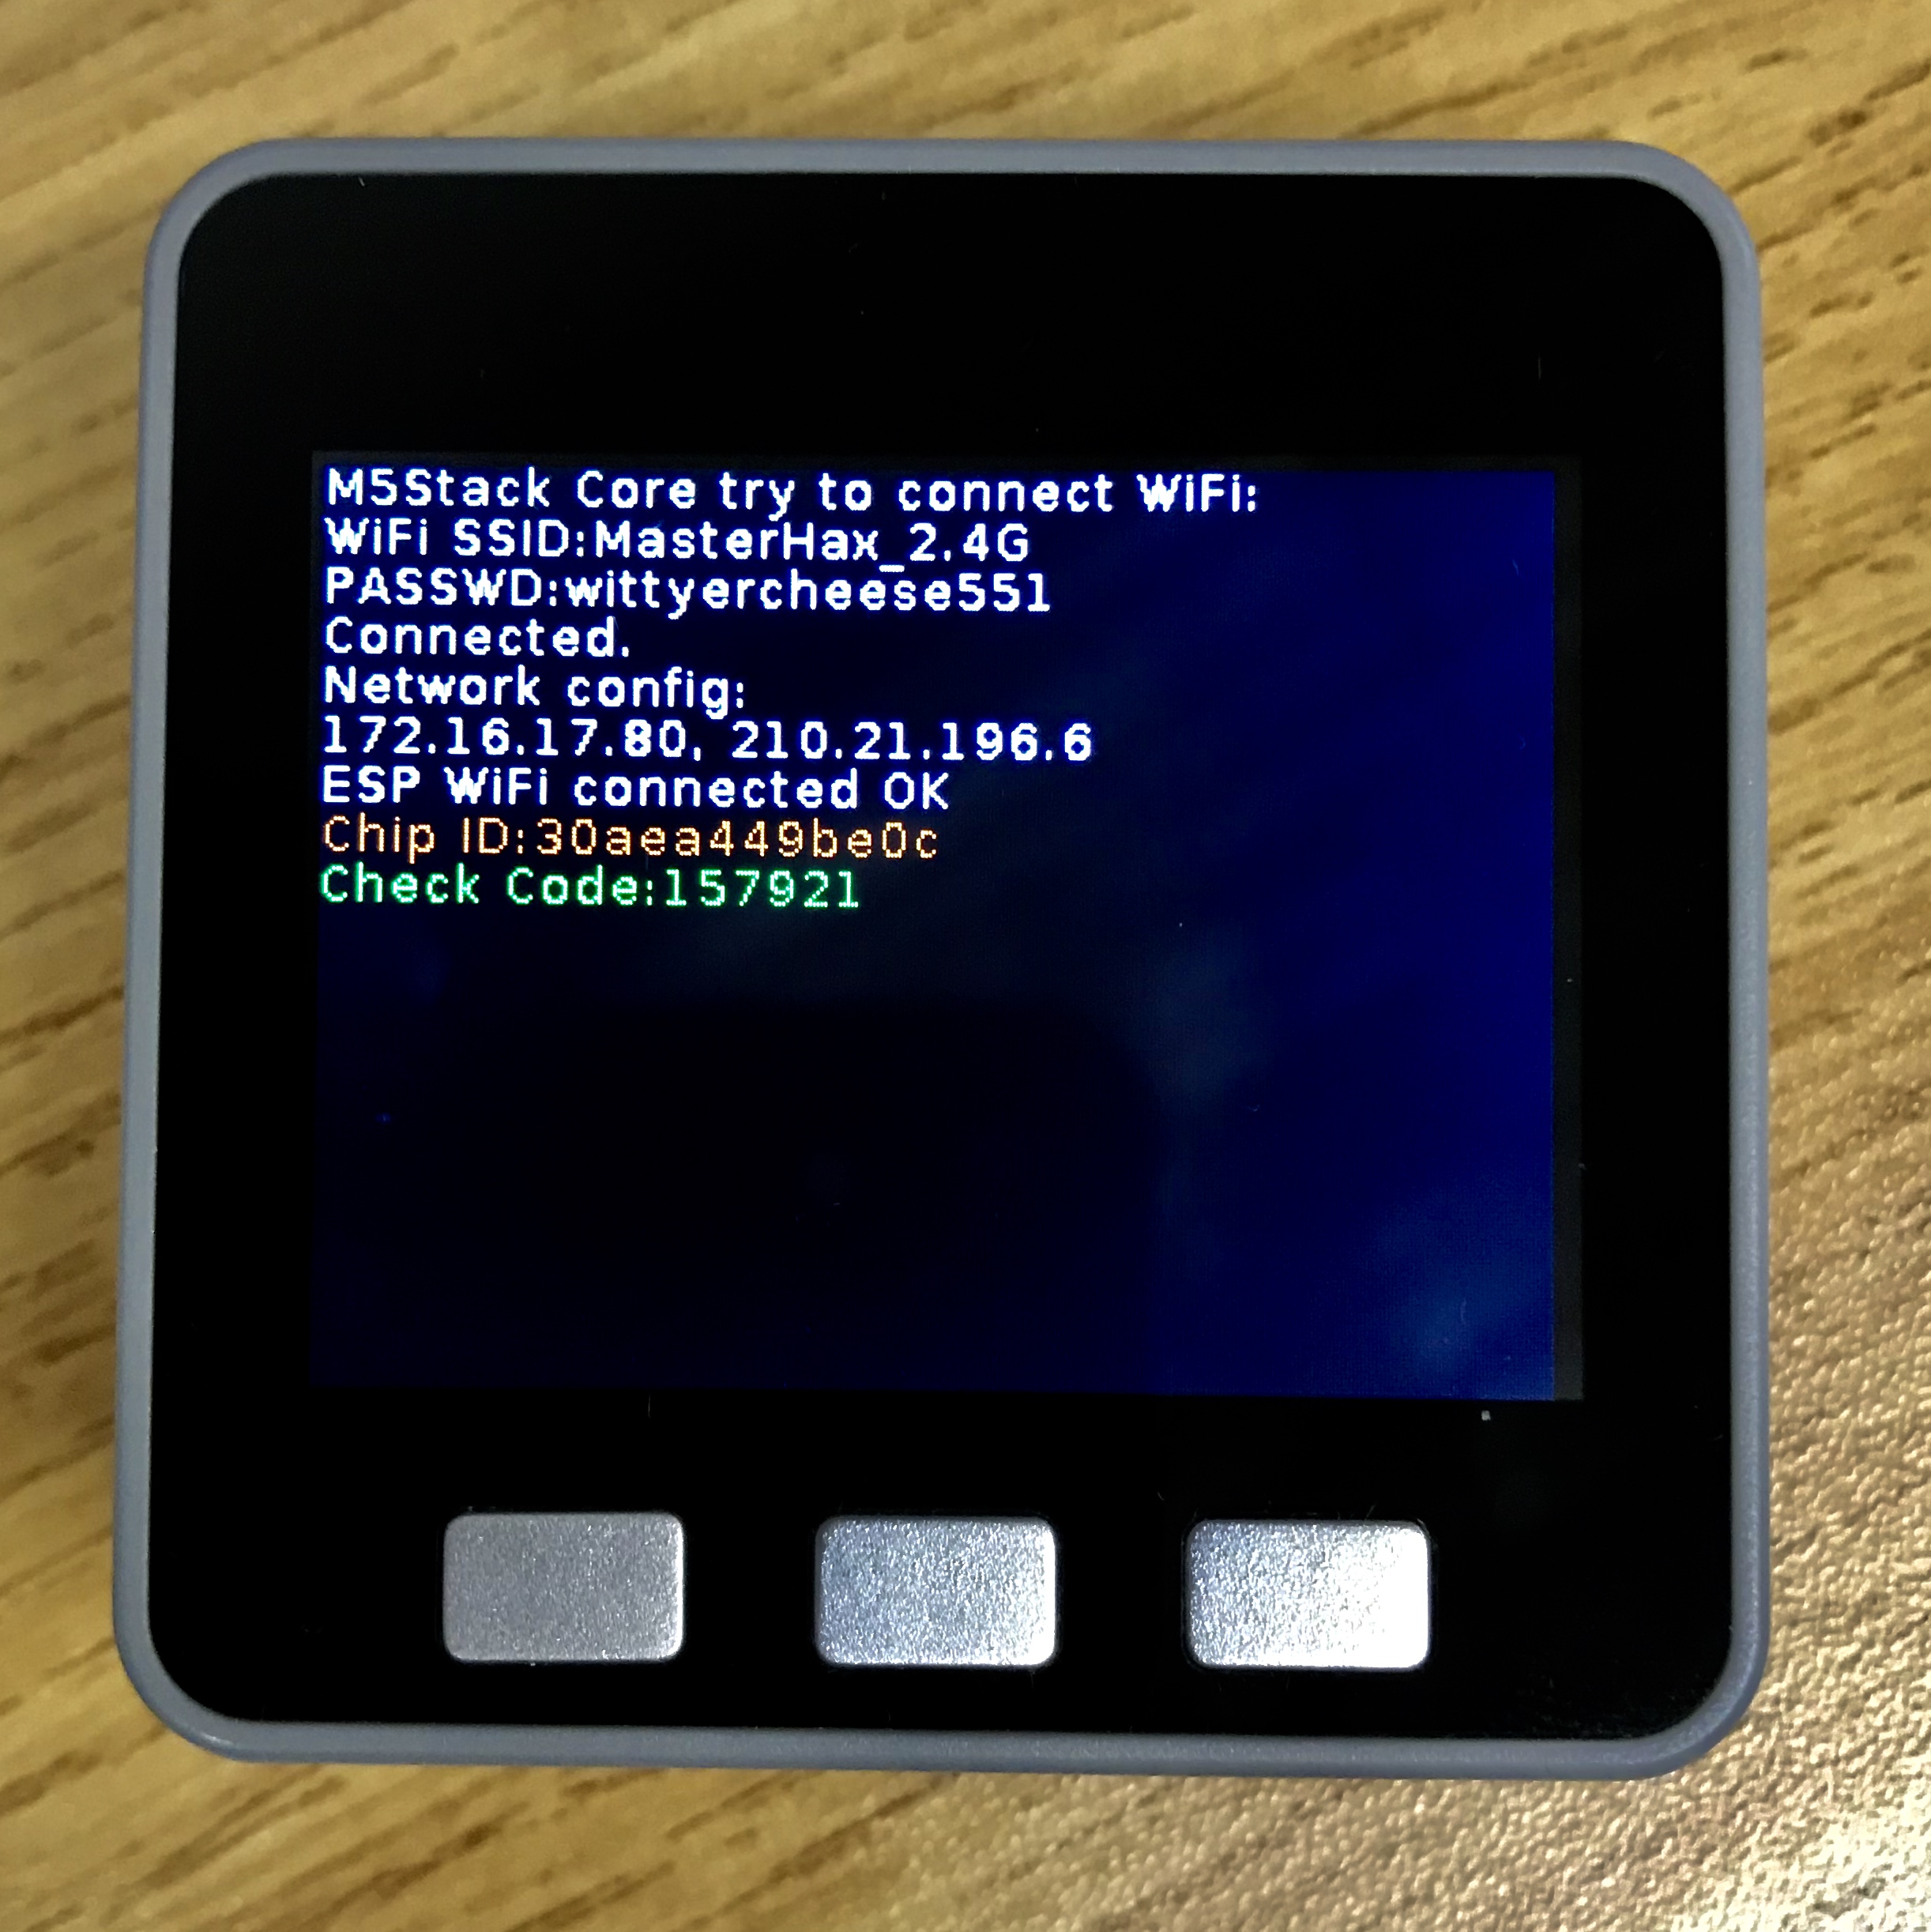 M5Stack Core try to connect WiFi:
WiFi SSID:MasterHax_2.4G
PASSWD:wittyercheese551
Connected.
Network config:
172.16.17.80, 210.21.196.6
ESP WiFi connected OK
Chip ID:30aea449be0c
Check Code:157921